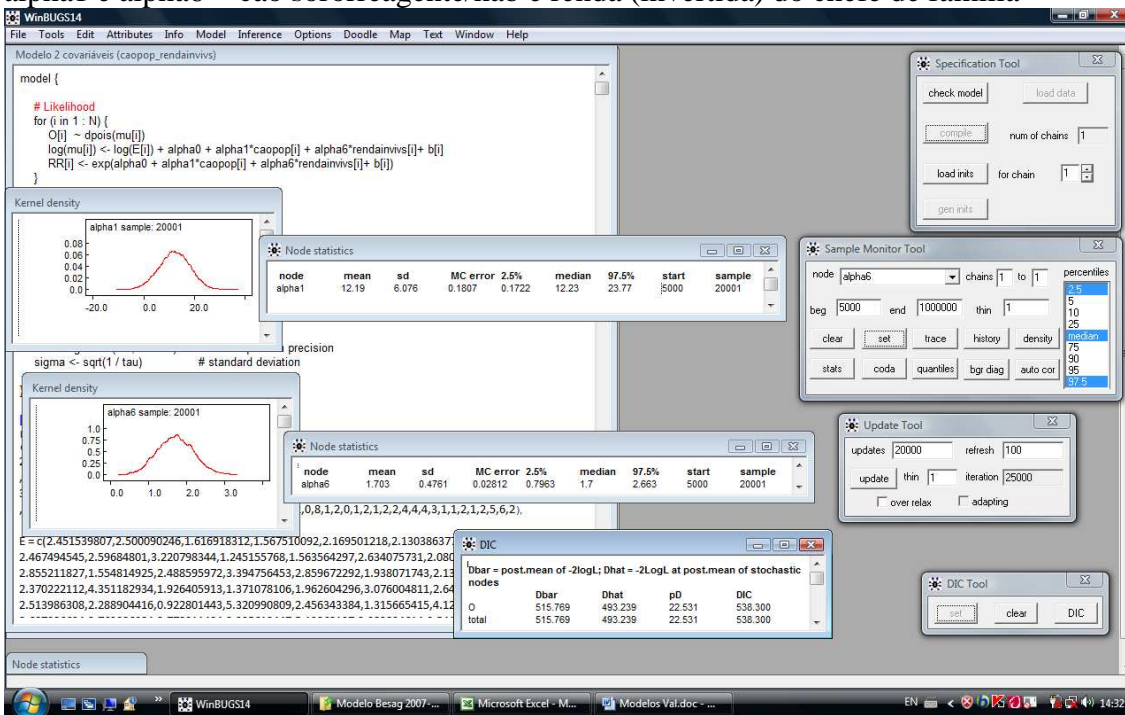 WinBUGS14
File Tools Edit Attributes Info Model Inference Options Doodle Map Text Window Help
Modelo 2 covariáveis (caopop_rendainvivs)
model {
# Likelihood
for (i in 1 : N) {
O[i] ~ dpois(mu[i])
log(mu[i]) <- log(E[i]) + alpha0 + alpha1*caopop[i] + alpha6*rendainvivs[i]+ b[i]
RR[i] <- exp(alpha0 + alpha1*caopop[i] + alpha6*rendainvivs[i]+ b[i])
}
Kernel density
alpha1 sample: 20001
0.08
0.06
0.04
0.02
0.0
-20.0 0.0 20.0
Node statistics
node mean sd MC error 2.5% median 97.5% start sample
alpha1 12.19 6.076 0.1807 0.1722 12.23 23.77 5000 20001
precision
sigma <- sqrt(1 / tau) # standard deviation
Kernel density
alpha6 sample: 20001
1.0
0.75
0.5
0.25
0.0
0.0 1.0 2.0 3.0
Node statistics
node mean sd MC error 2.5% median 97.5% start sample
alpha6 1.703 0.4761 0.02812 0.7963 1.7 2.663 5000 20001
,0,8,1,2,0,1,2,1,2,2,4,4,4,3,1,1,2,1,2,5,6,2),
E = c(2.451539807,2.500090246,1.616918312,1.567510092,2.169501218,2.13038637
2.467494545,2.59684801,3.220798344,1.245155768,1.563564297,2.634075731,2.080
2.855211827,1.554814925,2.488595972,3.394756453,2.859672292,1.938071743,2.13
2.370222112,4.351182934,1.926405913,1.371078106,1.962604296,3.076004811,2.64
2.513986308,2.288904416,0.922801443,5.320990809,2.456343384,1.315665415,4.12
DIC
Dbar = post.mean of -2logL; Dhat = -2LogL at post.mean of stochastic
nodes
Dbar Dhat pD DIC
O 515.769 493.239 22.531 538.300
total 515.769 493.239 22.531 538.300
Specification Tool
check model load data
compile num of chains 1
load inits for chain 1
gen inits
Sample Monitor Tool
node alpha6 chains 1 to 1 percentiles
2.5
5
10
25
median
75
90
95
97.5
beg 5000 end 1000000 thin 1
clear set trace history density
stats coda quantiles bgr diag auto cor
Update Tool
updates 20000 refresh 100
update thin 1 iteration 25000
over relax adapting
DIC Tool
set clear DIC
Node statistics
WinBUGS14 Modelo Besag 2007-... Microsoft Excel - M... Modelos Val.doc - ... EN 14:32